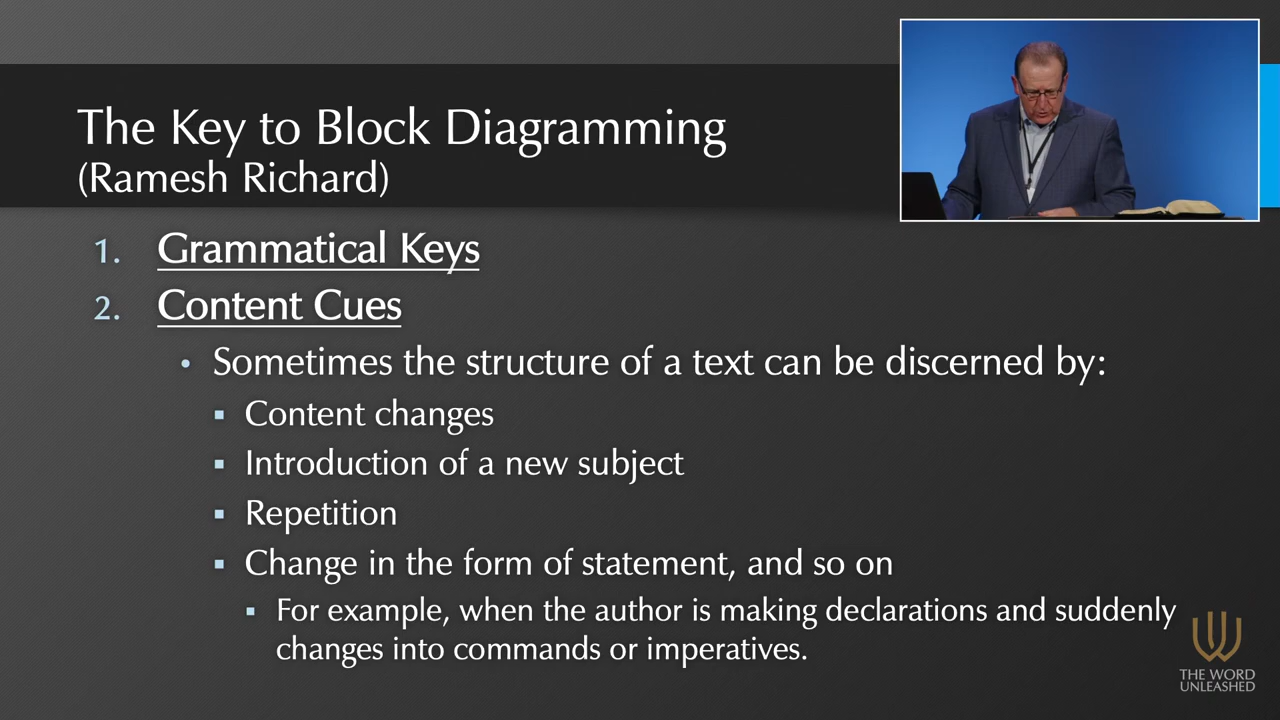 The Key to Block Diagramming
(Ramesh Richard)
1. Grammatical Keys
2. Content Cues
• Sometimes the structure of a text can be discerned by:
▪ Content changes
▪ Introduction of a new subject
▪ Repetition
▪ Change in the form of statement, and so on
▪ For example, when the author is making declarations and suddenly
changes into commands or imperatives.
THE WORD
UNLEASHED